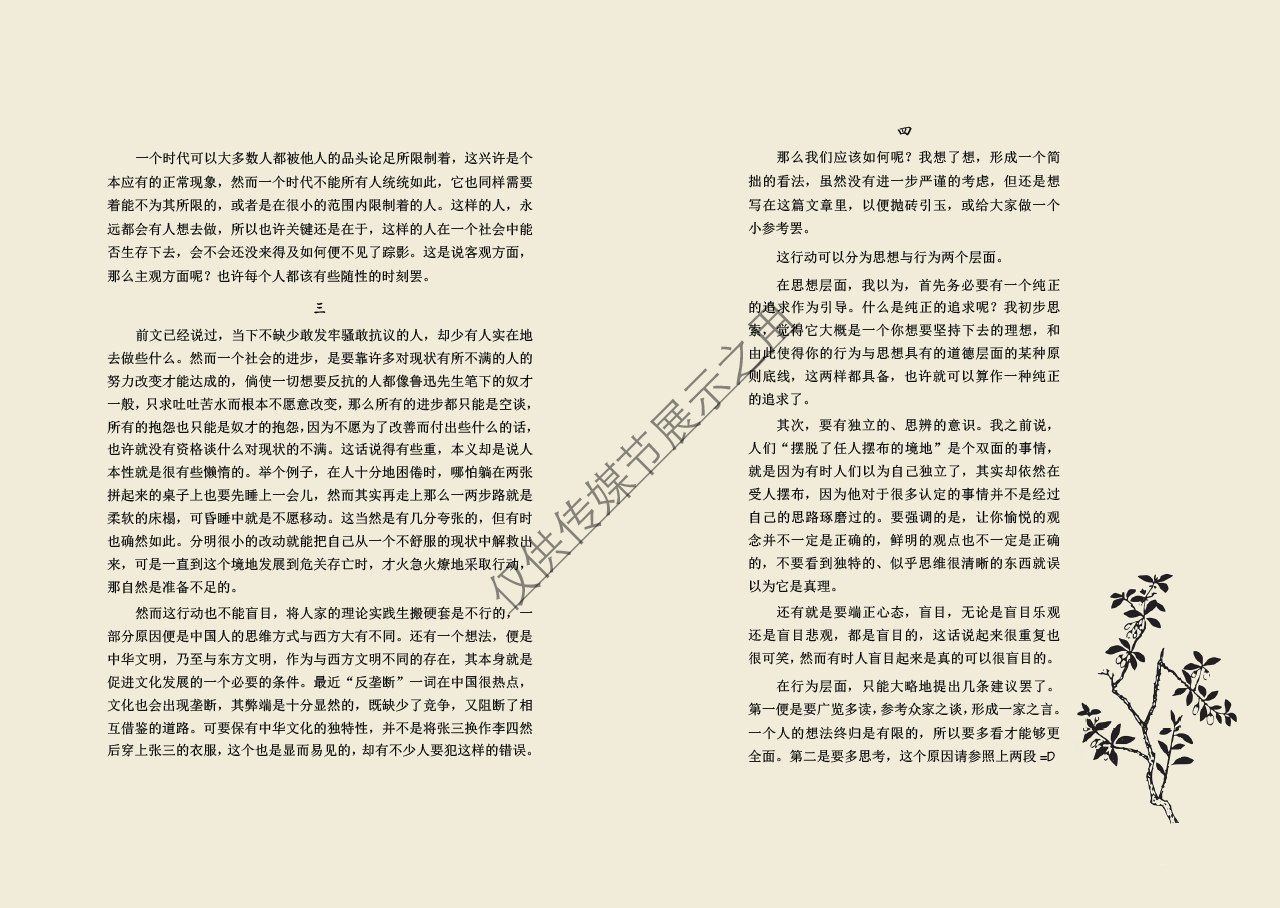 一个时代可以大多数人都被他人的品头论足所限制着，这兴许是个
本应有的正常现象，然而一个时代不能所有人统统如此，它也同样需要
着能不为其所限的，或者是在很小的范围内限制着的人。这样的人，永
远都会有人想去做，所以也许关键还是在于，这样的人在一个社会中能
否生存下去，会不会还没来得及如何便不见了踪影。这是说客观方面，
那么主观方面呢？也许每个人都该有些随性的时刻罢。
三
前文已经说过，当下不缺少敢发牢骚敢抗议的人，却少有人实在地
去做些什么。然而一个社会的进步，是要靠许多对现状有所不满的人的
努力改变才能达成的，倘使一切想要反抗的人都像鲁迅先生笔下的奴才
一般，只求吐吐苦水而根本不愿意改变，那么所有的进步都只能是空谈，
所有的抱怨也只能是奴才的抱怨，因为不愿为了改善而付出些什么的话，
也许就没有资格谈什么对现状的不满。这话说得有些重，本义却是说人
本性就是很有些懒惰的。举个例子，在人十分地困倦时，哪怕躺在两张
拼起来的桌子上也要先睡上一会儿，然而其实再走上那么一两步路就是
柔软的床榻，可昏睡中就是不愿移动。这当然是有几分夸张的，但有时
也确然如此。分明很小的改动就能把自己从一个不舒服的现状中解救出
来，可是一直到这个境地发展到危关存亡时，才火急火燎地采取行动，
那自然是准备不足的。
然而这行动也不能盲目，将人家的理论实践生搬硬套是不行的，一
部分原因便是中国人的思维方式与西方大有不同。还有一个想法，便是
中华文明，乃至与东方文明，作为与西方文明不同的存在，其本身就是
促进文化发展的一个必要的条件。最近“反垄断”一词在中国很热点，
文化也会出现垄断，其弊端是十分显然的，既缺少了竞争，又阻断了相
互借鉴的道路。可要保有中华文化的独特性，并不是将张三换作李四然
后穿上张三的衣服，这个也是显而易见的，却有不少人要犯这样的错误。
四
那么我们应该如何呢？我想了想，形成一个简
拙的看法，虽然没有进一步严谨的考虑，但还是想
写在这篇文章里，以便抛砖引玉，或给大家做一个
小参考罢。
这行动可以分为思想与行为两个层面。
在思想层面，我以为，首先务必要有一个纯正
的追求作为引导。什么是纯正的追求呢？我初步思
索，觉得它大概是一个你想要坚持下去的理想，和
由此使得你的行为与思想具有的道德层面的某种原
则底线，这两样都具备，也许就可以算作一种纯正
的追求了。
其次，要有独立的、思辨的意识。我之前说，
人们“摆脱了任人摆布的境地”是个双面的事情，
就是因为有时人们以为自己独立了，其实却依然在
受人摆布，因为他对于很多认定的事情并不是经过
自己的思路琢磨过的。要强调的是，让你愉悦的观
念并不一定是正确的，鲜明的观点也不一定是正确
的，不要看到独特的、似乎思维很清晰的东西就误
以为它是真理。
还有就是要端正心态，盲目，无论是盲目乐观
还是盲目悲观，都是盲目的，这话说起来很重复也
很可笑，然而有时人盲目起来是真的可以很盲目的。
在行为层面，只能大略地提出几条建议罢了。
第一便是要广览多读，参考众家之谈，形成一家之言。
一个人的想法终归是有限的，所以要多看才能够更
全面。第二是要多思考，这个原因请参照上两段 =D
仅供传媒节展示之用